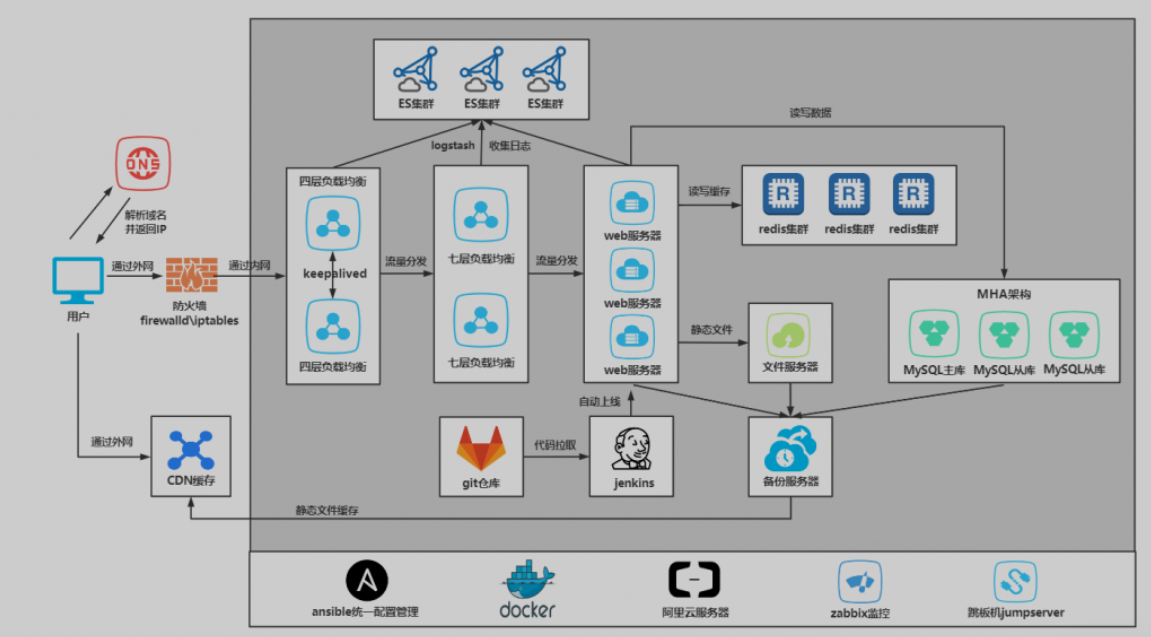 ES集群
ES集群
ES集群
读写数据
logstash
收集日志
DNS
解析域名
并返回IP
四层负载均衡
读写缓存
redis集群
redis集群
redis集群
web服务器
通过外网
通过内网
keepalived
流量分发
七层负载均衡
流量分发
用户
防火墙
firewalld\iptables
web服务器
MHA架构
静态文件
四层负载均衡
七层负载均衡
web服务器
文件服务器
MySQL主库
MySQL从库
MySQL从库
自动上线
通过外网
代码拉取
CDN缓存
git仓库
jenkins
备份服务器
静态文件缓存
ansible统一配置管理
docker
阿里云服务器
zabbix监控
跳板机jumpserver